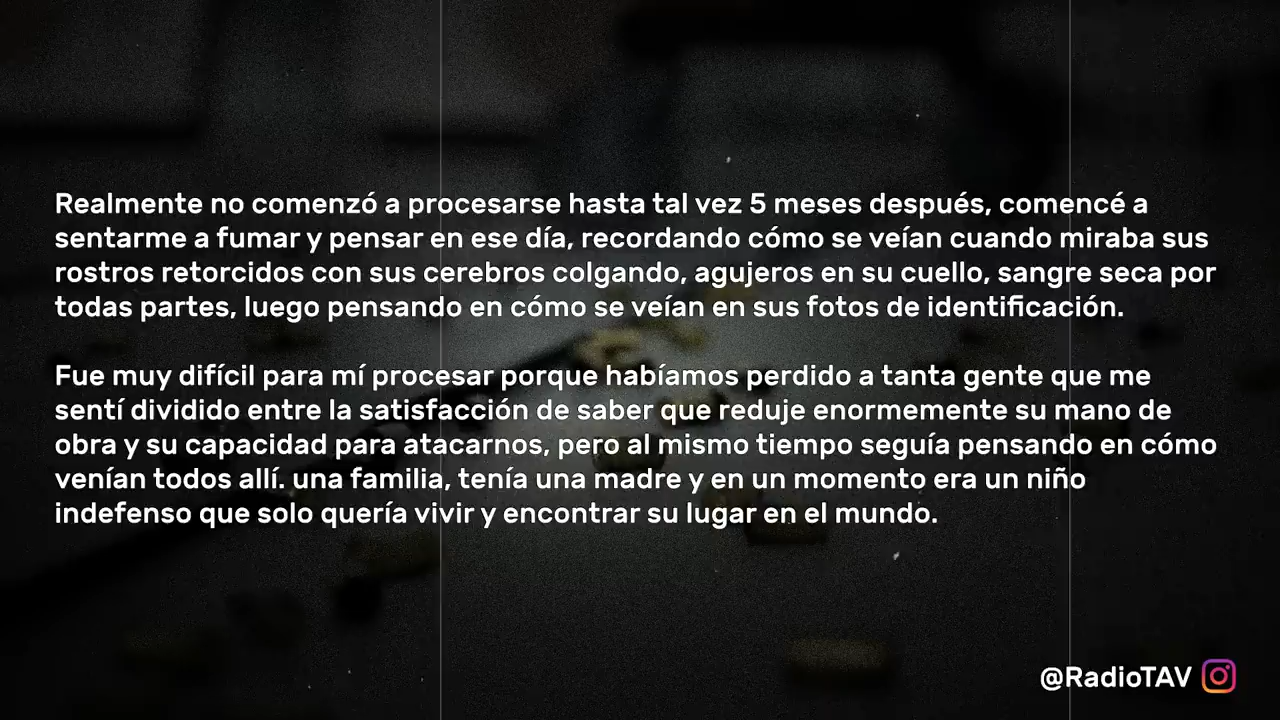 Realmente no comenzó a procesarse hasta tal vez 5 meses después, comencé a
sentarme a fumar y pensar en ese día, recordando cómo se veían cuando miraba sus
rostros retorcidos con sus cerebros colgando, agujeros en su cuello, sangre seca por
todas partes, luego pensando en cómo se veían en sus fotos de identificación.
Fue muy difícil para mí procesar porque habíamos perdido a tanta gente que me
sentí dividido entre la satisfacción de saber que reduje enormemente su mano de
obra y su capacidad para atacarnos, pero al mismo tiempo seguía pensando en cómo
venían todos allí. una familia, tenía una madre y en un momento era un niño
indefenso que solo quería vivir y encontrar su lugar en el mundo.
@RadioTAV